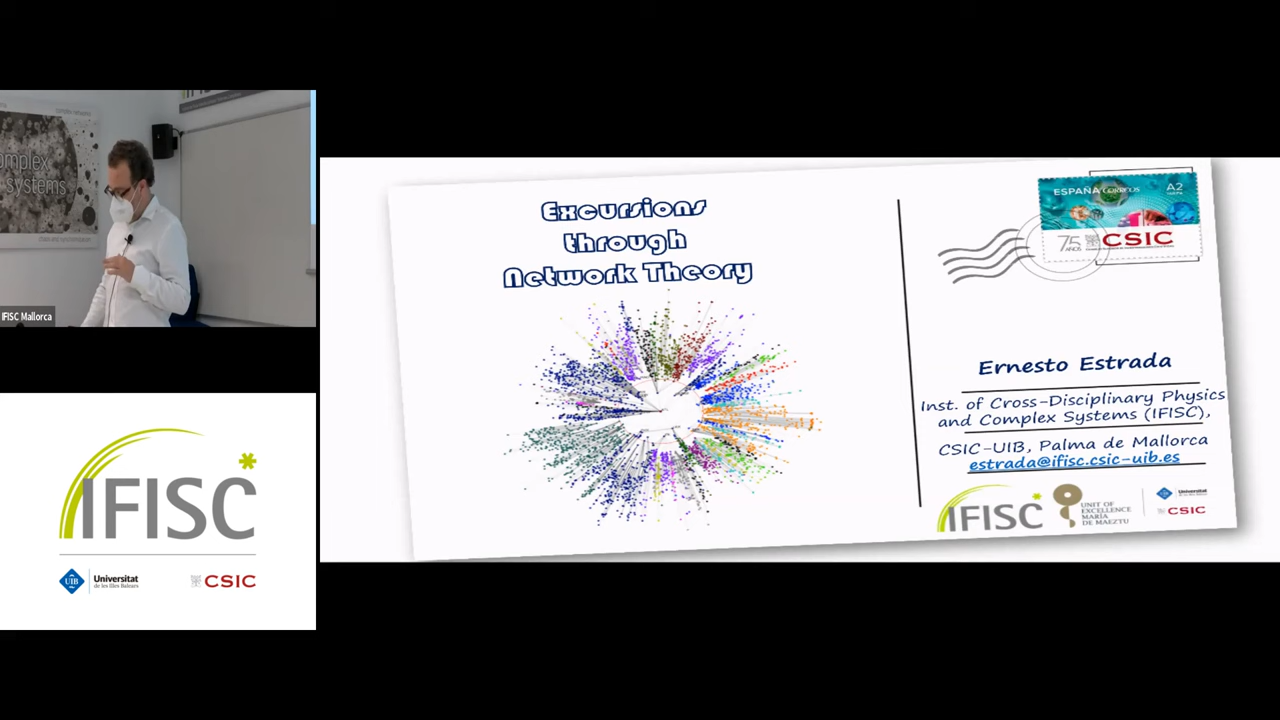 omplex
systems
IFISC Mallorca
IFISC
UIB
Universitat
de les Illes Balears
CSIC
Excursions
through
Network Theory
ESPAÑA CORREOS
A2
75
AÑOS
CSIC
Ernesto Estrada
Inst. of Cross-Disciplinary Physics
and Complex Systems (IFISC),
CSIC-UIB, Palma de Mallorca
estrada@ifisc.csic-uib.es
IFISC
UNIT OF
EXCELLENCE
MARÍA
DE MAEZTU
Universitat
de les Illes Balears
CSIC